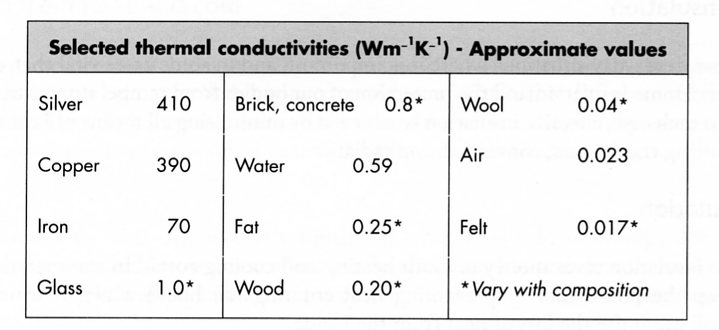 Selected thermal conductivities (Wm⁻¹K⁻¹) - Approximate values
Silver 410 Brick, concrete 0.8* Wool 0.04*
Copper 390 Water 0.59 Air 0.023
Iron 70 Fat 0.25* Felt 0.017*
Glass 1.0* Wood 0.20* *Vary with composition